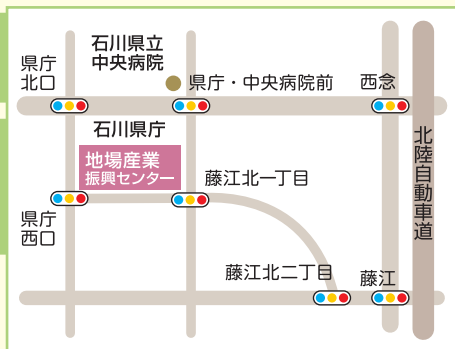 石川県立
中央病院
県庁
北口
県庁・中央病院前
西念
石川県庁
地場産業
振興センター
藤江北一丁目
北陸自動車道
県庁
西口
藤江北二丁目
藤江